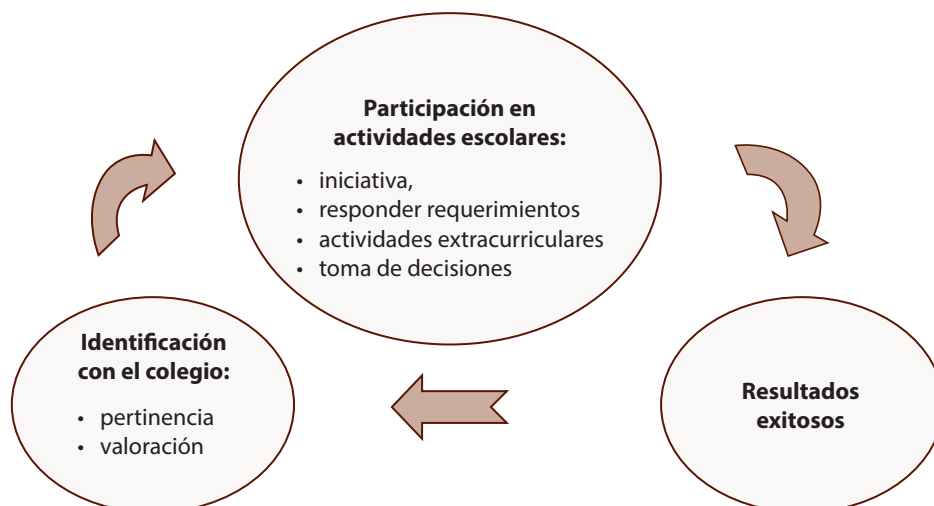 Participación en
actividades escolares:
• iniciativa,
• responder requerimientos
• actividades extracurriculares
• toma de decisiones
Identificación
con el colegio:
• pertinencia
• valoración
Resultados
exitosos